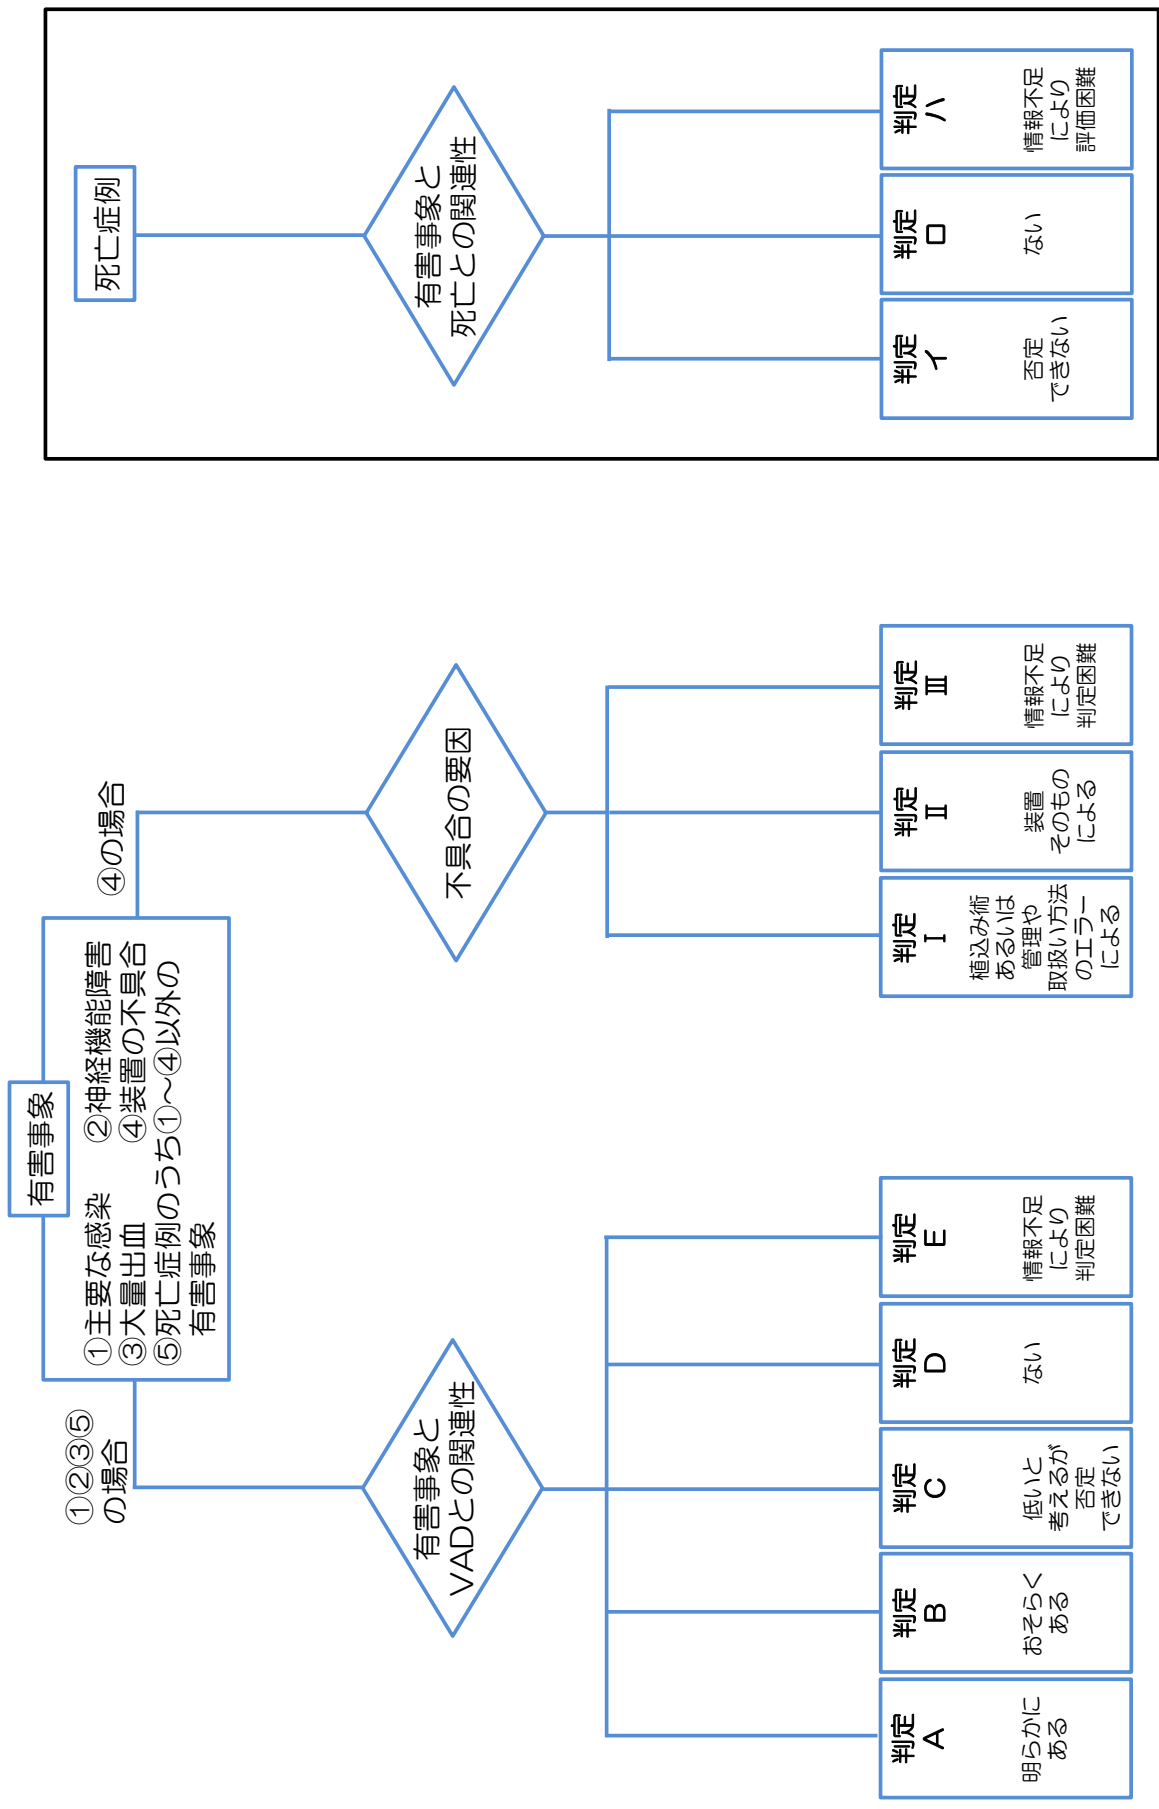 有害事象
①主要な感染　②神経機能障害
③大量出血　④装置の不具合
⑤死亡症例のうち①～④以外の
有害事象
①②③⑤
の場合
④の場合
有害事象と
VADとの関連性
判定
A
明らかに
ある
判定
B
おそらく
ある
判定
C
低いと
考えるが
否定
できない
判定
D
ない
判定
E
情報不足
により
判定困難
不具合の要因
判定
Ⅰ
植込み術
あるいは
管理や
取扱い方法
のエラー
による
判定
Ⅱ
装置
そのもの
による
判定
Ⅲ
情報不足
により
判定困難
死亡症例
有害事象と
死亡との関連性
判定
イ
否定
できない
判定
ロ
ない
判定
ハ
情報不足
により
評価困難